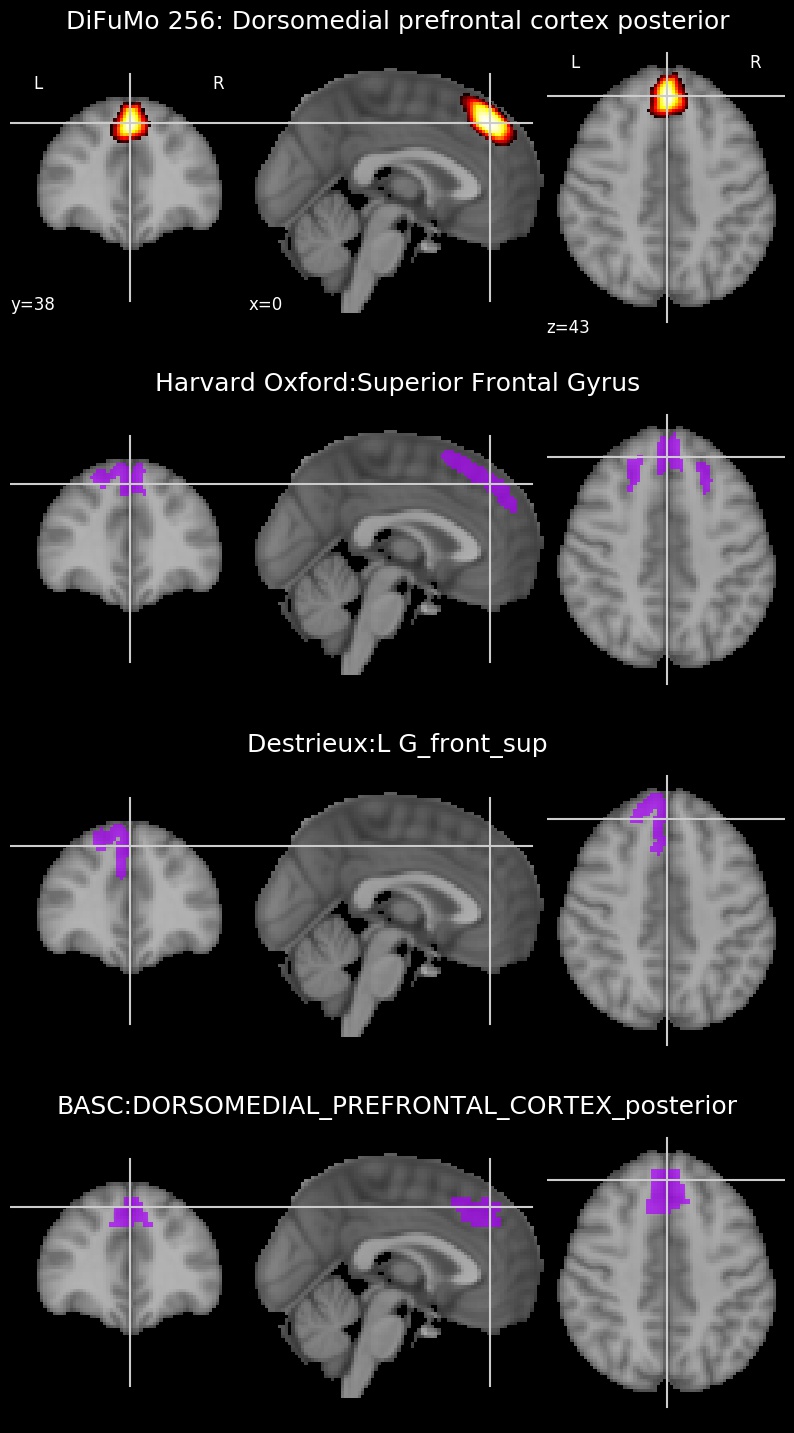 DiFuMo 256: Dorsomedial prefrontal cortex posterior
L R
L R
y=38
x=0
z=43
Harvard Oxford:Superior Frontal Gyrus
Destrieux:L G_front_sup
BASC:DORSOMEDIAL_PREFRONTAL_CORTEX_posterior